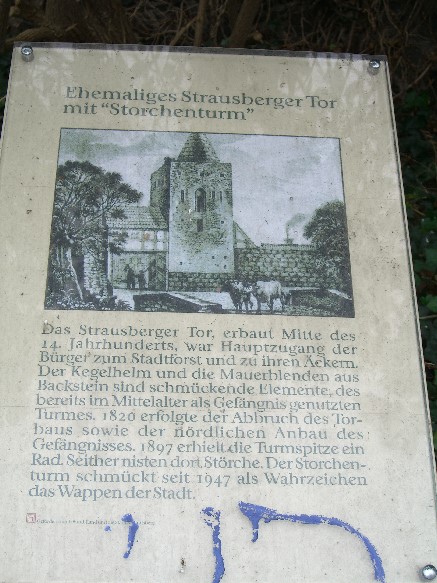 Ehemaliges Strausberger Tor
mit "Storchenturm"
Das Strausberger Tor, erbaut Mitte des
14. Jahrhunderts, war Hauptzugang der
Bürger zum Stadtforst und zu ihren Äckern.
Der Kegelhelm und die Mauerblenden aus
Backstein sind schmückende Elemente, des
bereits im Mittelalter als Gefängnis genutzten
Turmes. 1820 erfolgte der Abbruch des Tor-
baus sowie der nördlichen Anbau des
Gefängnisses. 1897 erhielt die Turmspitze ein
Rad. Seither nisten dort Störche. Der Storchen-
turm schmückt seit 1947 als Wahrzeichen
das Wappen der Stadt.